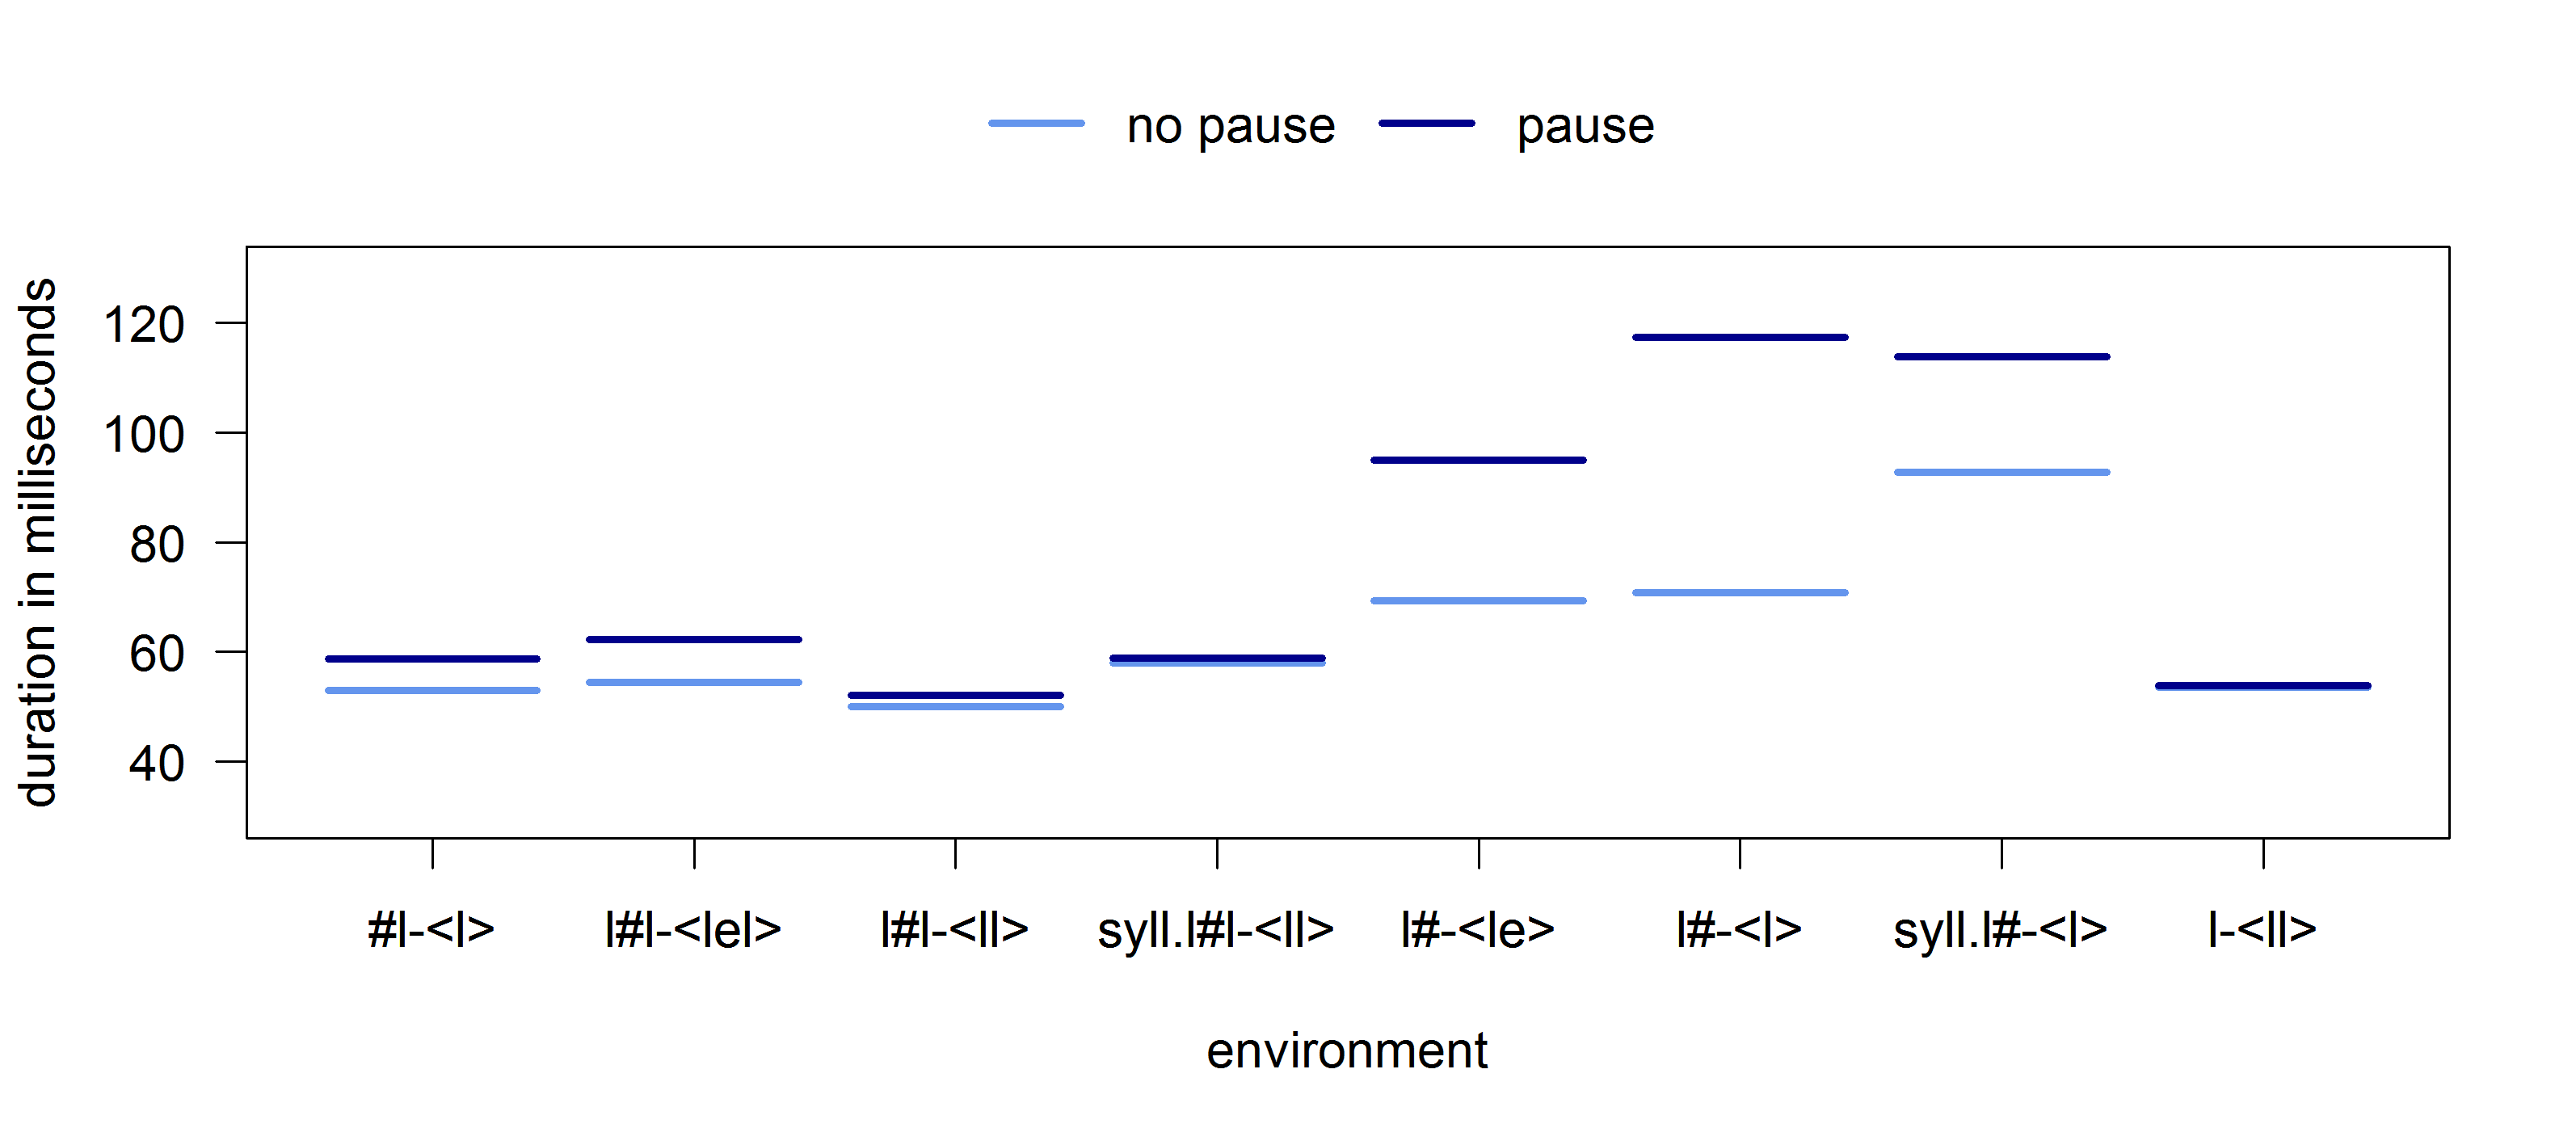 no pause pause
duration in milliseconds
120
100
80
60
40
#l-<l> l#l-<lel> l#l-<ll> syll.l#l-<ll> l#-<le> l#-<l> syll.l#-<l> l-<ll>
environment